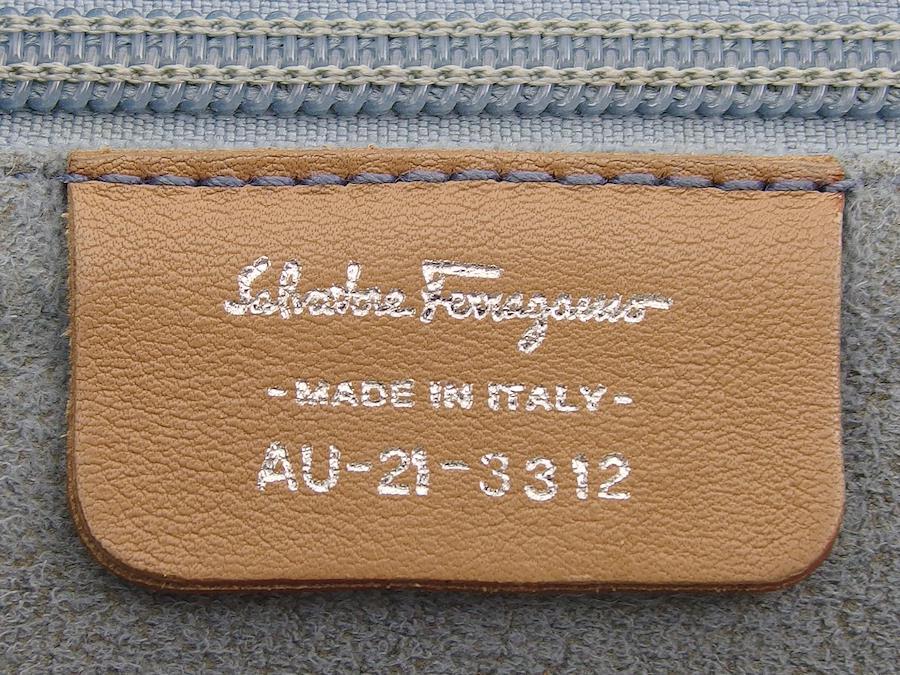 Salvatore Ferragamo
-MADE IN ITALY-
AU-21-3312